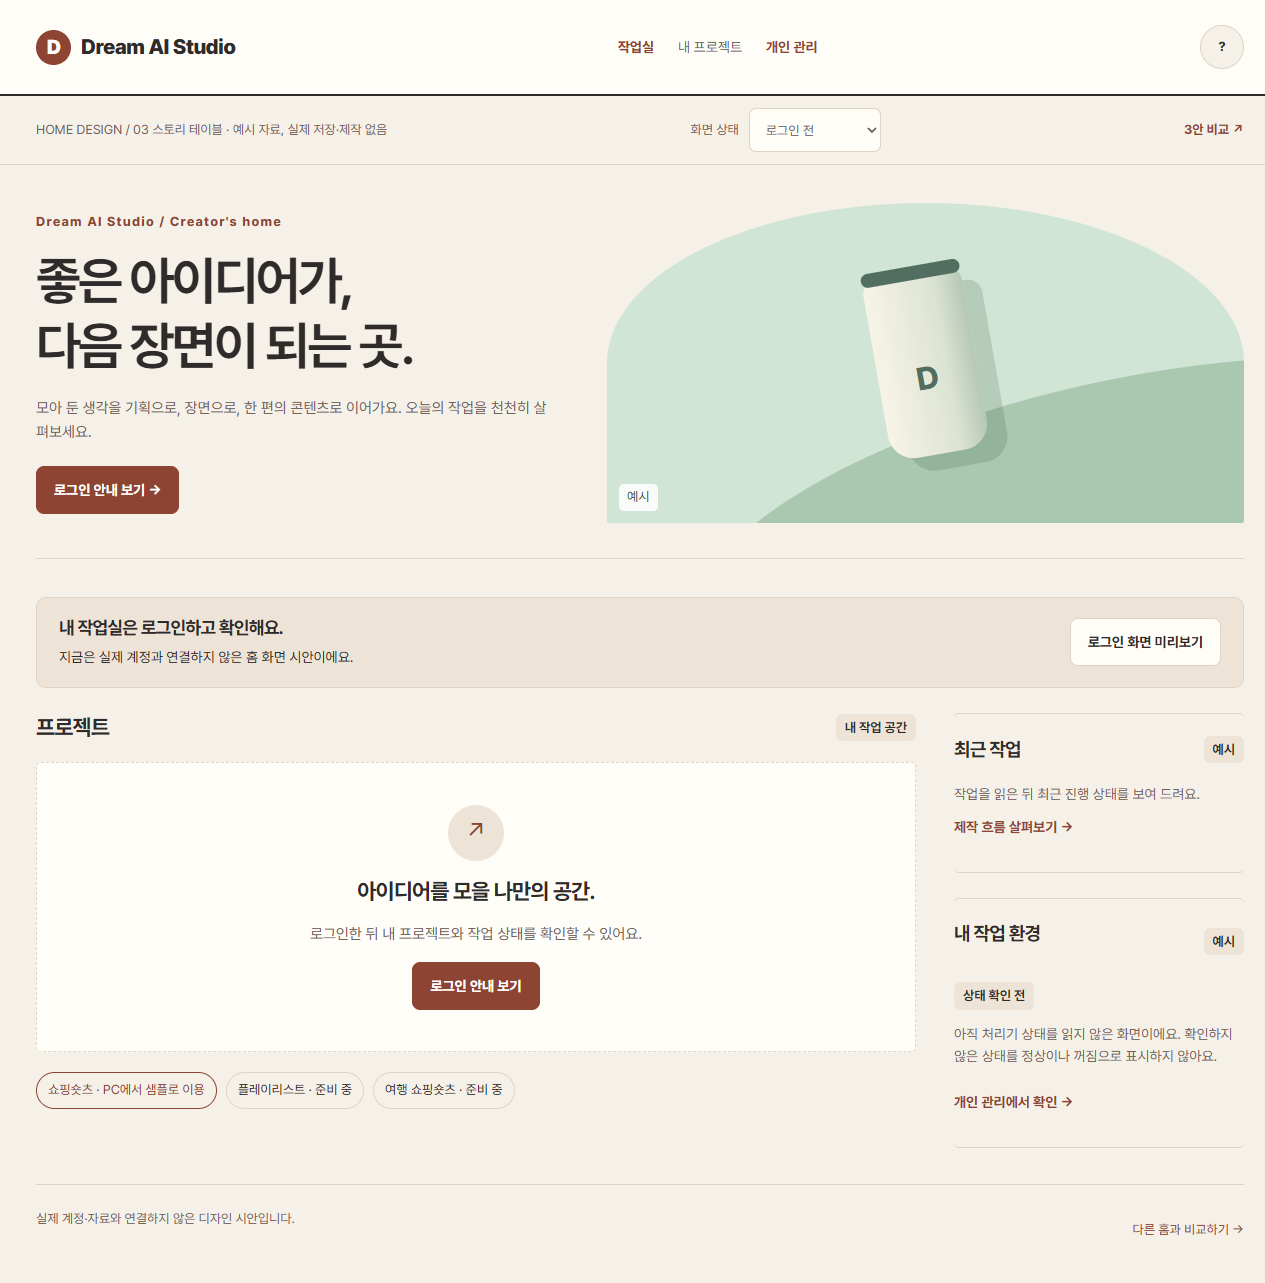 D Dream AI Studio
작업실 내 프로젝트 개인 관리
?
HOME DESIGN / 03 스토리 테이블 · 예시 자료, 실제 저장·제작 없음
화면 상태 로그인 전
3안 비교 ↗
Dream AI Studio / Creator's home
좋은 아이디어가,
다음 장면이 되는 곳.
모아 둔 생각을 기획으로, 장면으로, 한 편의 콘텐츠로 이어가요. 오늘의 작업을 천천히 살
펴보세요.
로그인 안내 보기 →
D
예시
내 작업실은 로그인하고 확인해요.
지금은 실제 계정과 연결하지 않은 홈 화면 시안이에요.
로그인 화면 미리보기
프로젝트
내 작업 공간
↗
아이디어를 모을 나만의 공간.
로그인한 뒤 내 프로젝트와 작업 상태를 확인할 수 있어요.
로그인 안내 보기
쇼핑숏츠 · PC에서 샘플로 이용
플레이리스트 · 준비 중
여행 쇼핑숏츠 · 준비 중
최근 작업
예시
작업을 읽은 뒤 최근 진행 상태를 보여 드려요.
제작 흐름 살펴보기 →
내 작업 환경
예시
상태 확인 전
아직 처리기 상태를 읽지 않은 화면이에요. 확인하지
않은 상태를 정상이나 꺼짐으로 표시하지 않아요.
개인 관리에서 확인 →
실제 계정·자료와 연결하지 않은 디자인 시안입니다.
다른 홈과 비교하기 →